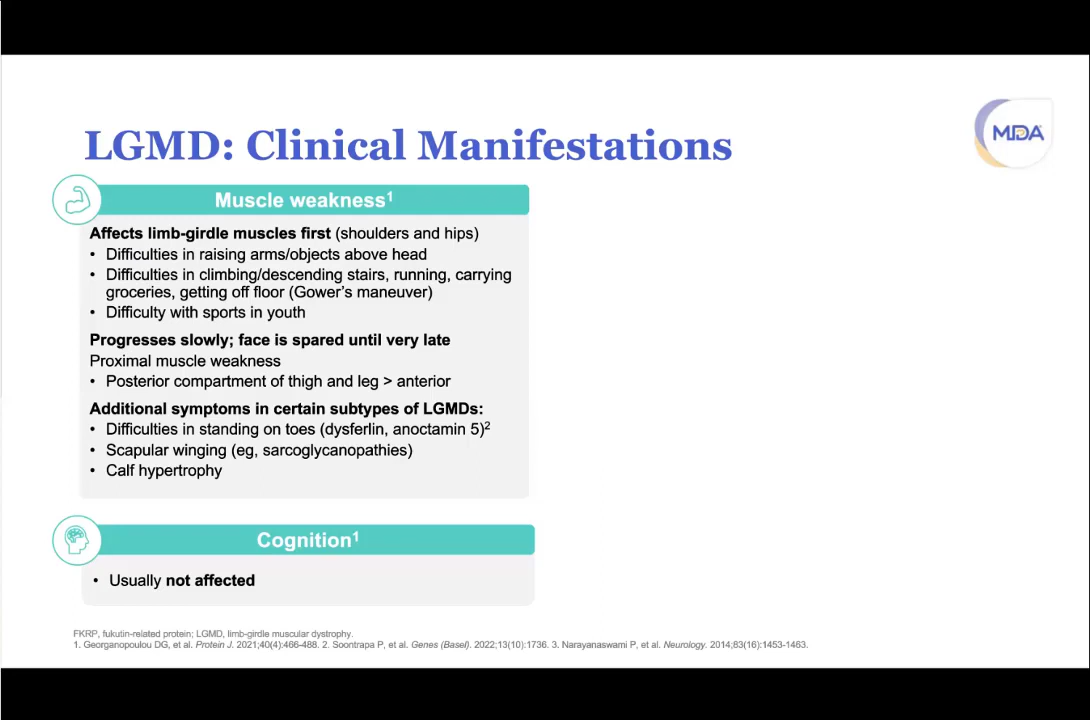 LGMD: Clinical Manifestations
MDA
Muscle weakness1
Affects limb-girdle muscles first (shoulders and hips)
• Difficulties in raising arms/objects above head
• Difficulties in climbing/descending stairs, running, carrying
groceries, getting off floor (Gower's maneuver)
• Difficulty with sports in youth
Progresses slowly; face is spared until very late
Proximal muscle weakness
• Posterior compartment of thigh and leg > anterior
Additional symptoms in certain subtypes of LGMDs:
• Difficulties in standing on toes (dysferlin, anoctamin 5)2
• Scapular winging (eg, sarcoglycanopathies)
• Calf hypertrophy
Cognition1
• Usually not affected
FKRP, fukutin-related protein; LGMD, limb-girdle muscular dystrophy.
1. Georganopoulou DG, et al. Protein J. 2021;40(4):466-488. 2. Soontrapa P, et al. Genes (Basel). 2022;13(10):1736. 3. Narayanaswami P, et al. Neurology. 2014;83(16):1453-1463.